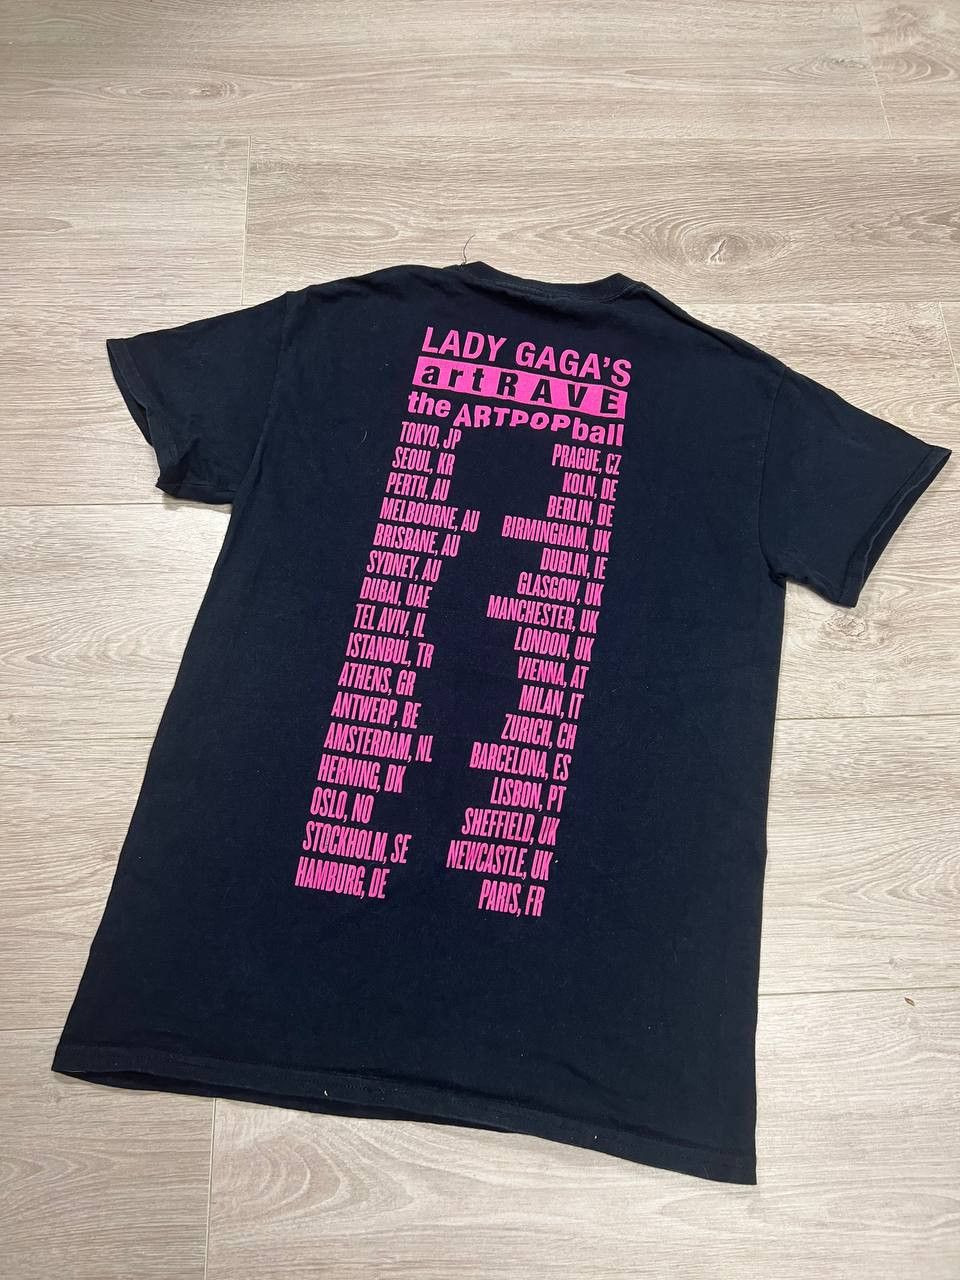 LADY GAGA'S
artRAVE
the ARTPOPball
TOKYO, JP
SEOUL, KR
PERTH, AU
MELBOURNE, AU
BRISBANE, AU
SYDNEY, AU
DUBAI, UAE
TEL AVIV, IL
ISTANBUL, TR
ATHENS, GR
ANTWERP, BE
AMSTERDAM, NL
HERNING, DK
OSLO, NO
STOCKHOLM, SE
HAMBURG, DE
PRAGUE, CZ
KOLN, DE
BERLIN, DE
BIRMINGHAM, UK
DUBLIN, IE
GLASGOW, UK
MANCHESTER, UK
LONDON, UK
VIENNA, AT
MILAN, IT
ZURICH, CH
BARCELONA, ES
LISBON, PT
SHEFFIELD, UK
NEWCASTLE, UK
PARIS, FR